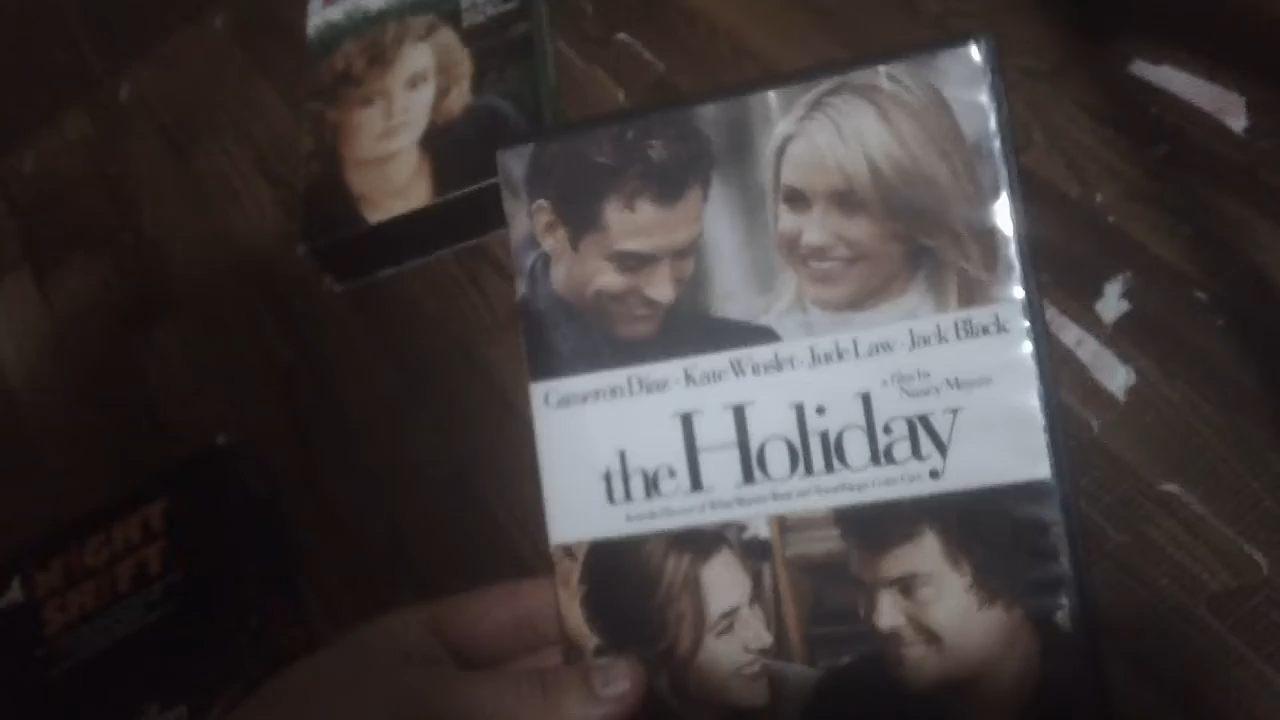 Cameron Diaz · Kate Winslet · Jude Law · Jack Black
a film by
Nancy Meyers
the Holiday
NIGHT
SHIFT